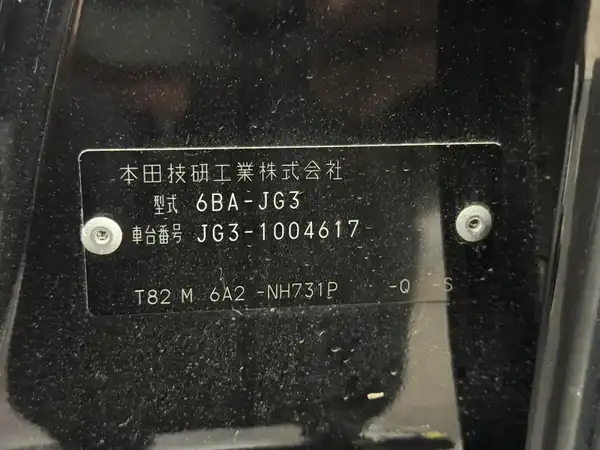 本田技研工業株式会社
型式 6BA-JG3
車台番号 JG3-1004617
T82 M 6A2 -NH731P -0 S